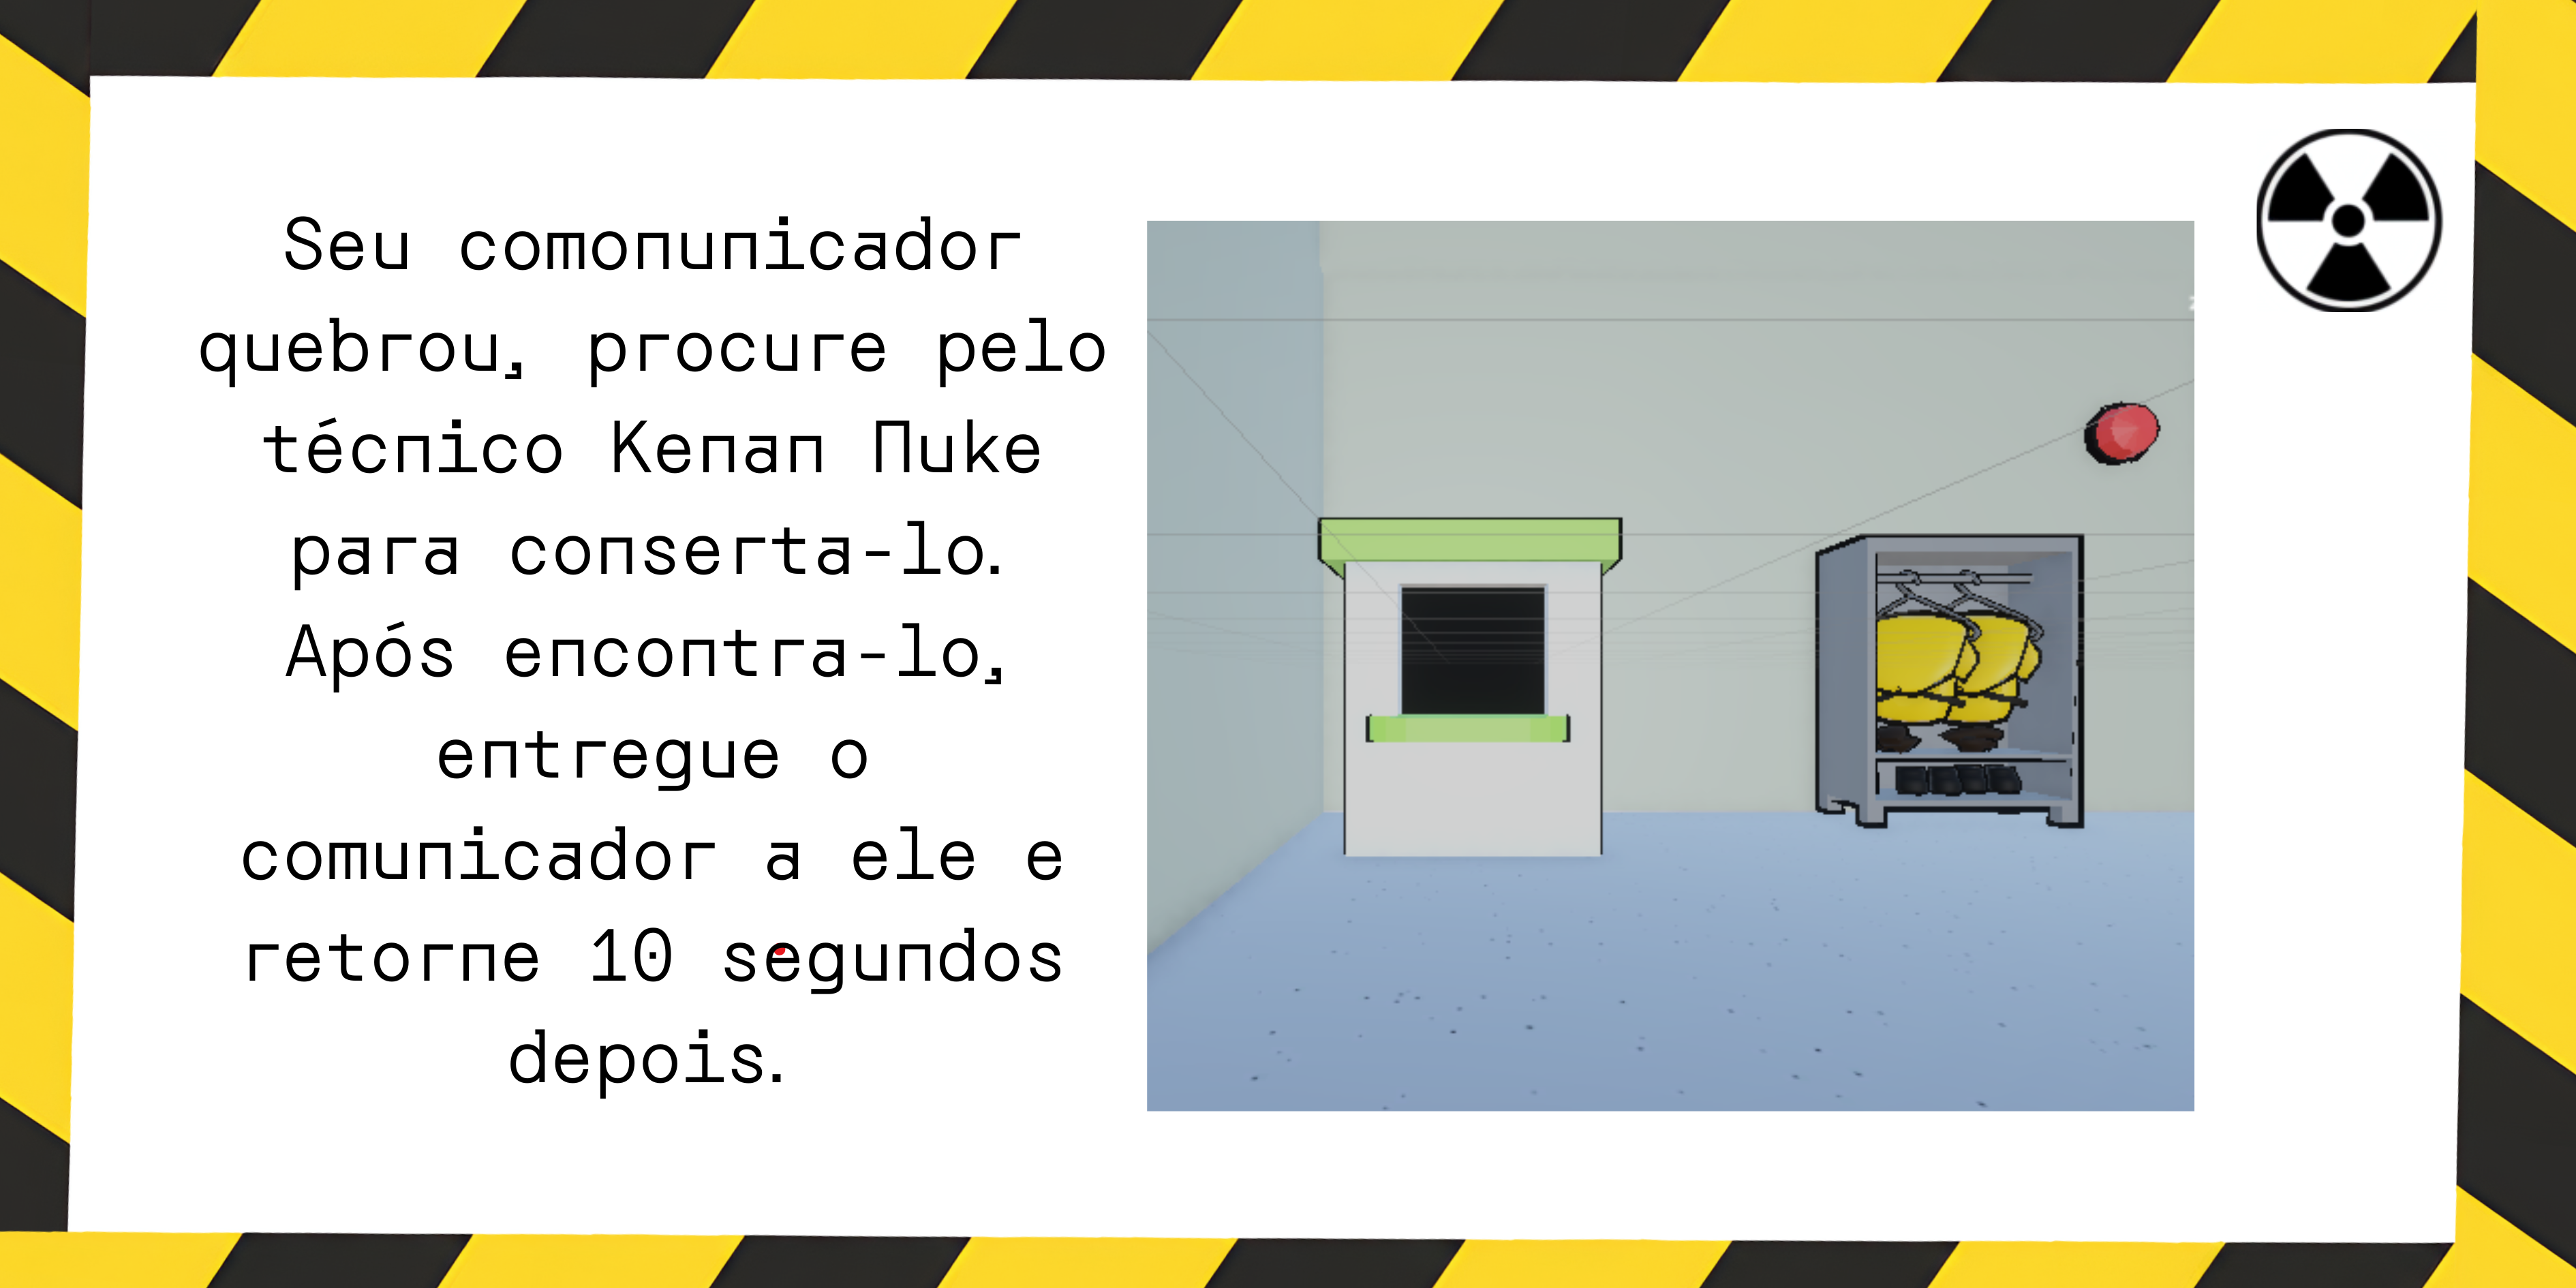 Seu comonunicador
quebrou, procure pelo
técnico Kenan Nuke
para conserta-lo.
Após encontra-lo,
entregue o
comunicador a ele e
retorne 10 segundos
depois.